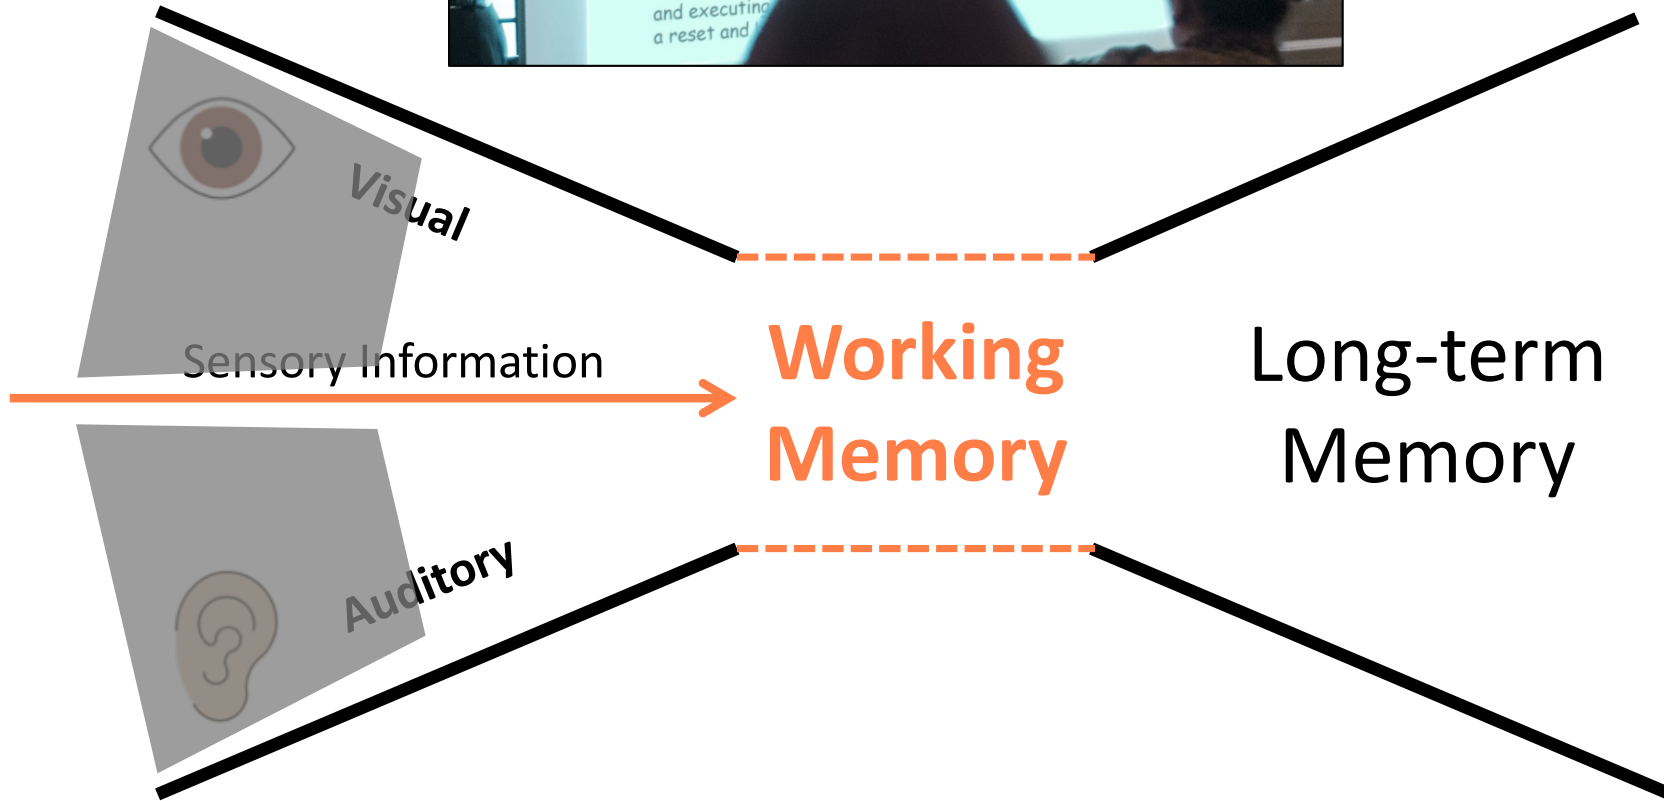 and executing
a reset and
Visual
Sensory Information
Working
Memory
Long-term
Memory
Auditory